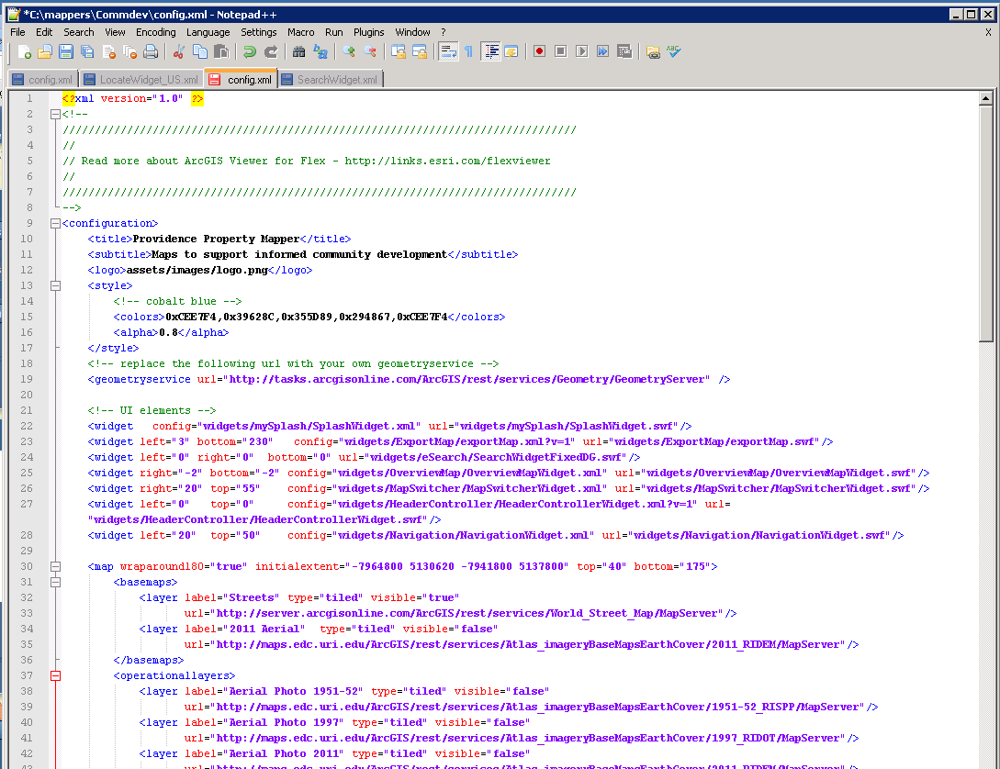 *C:\mappers\Commdev\config.xml - Notepad++
File Edit Search View Encoding Language Settings Macro Run Plugins Window ? X
config.xml LocateWidget_US.xml config.xml SearchWidget.xml
1 <?xml version="1.0" ?>
2 <!--
3 ////////////////////////////////////////////////////////////////////////////////
4 //
5 // Read more about ArcGIS Viewer for Flex - http://links.esri.com/flexviewer
6 //
7 ////////////////////////////////////////////////////////////////////////////////
8 -->
9 <configuration>
10 <title>Providence Property Mapper</title>
11 <subtitle>Maps to support informed community development</subtitle>
12 <logo>assets/images/logo.png</logo>
13 <style>
14 <!-- cobalt blue -->
15 <colors>0xCEE7F4,0x39628C,0x355D89,0x294867,0xCEE7F4</colors>
16 <alpha>0.8</alpha>
17 </style>
18 <!-- replace the following url with your own geometryservice -->
19 <geometryservice url="http://tasks.arcgisonline.com/ArcGIS/rest/services/Geometry/GeometryServer" />
20
21 <!-- UI elements -->
22 <widget config="widgets/mySplash/SplashWidget.xml" url="widgets/mySplash/SplashWidget.swf"/>
23 <widget left="3" bottom="230" config="widgets/ExportMap/exportMap.xml?v=1" url="widgets/ExportMap/exportMap.swf"/>
24 <widget left="0" right="0" bottom="0" url="widgets/eSearch/SearchWidgetFixedDG.swf"/>
25 <widget right="-2" bottom="-2" config="widgets/OverviewMap/OverviewMapWidget.xml" url="widgets/OverviewMap/OverviewMapWidget.swf"/>
26 <widget right="20" top="55" config="widgets/MapSwitcher/MapSwitcherWidget.xml" url="widgets/MapSwitcher/MapSwitcherWidget.swf"/>
27 <widget left="0" top="0" config="widgets/HeaderController/HeaderControllerWidget.xml?v=1" url=
"widgets/HeaderController/HeaderControllerWidget.swf"/>
28 <widget left="20" top="50" config="widgets/Navigation/NavigationWidget.xml" url="widgets/Navigation/NavigationWidget.swf"/>
29
30 <map wraparound180="true" initialextent="-7964800 5130620 -7941800 5137800" top="40" bottom="175">
31 <basemaps>
32 <layer label="Streets" type="tiled" visible="true"
33 url="http://server.arcgisonline.com/ArcGIS/rest/services/World_Street_Map/MapServer"/>
34 <layer label="2011 Aerial" type="tiled" visible="false"
35 url="http://maps.edc.uri.edu/ArcGIS/rest/services/Atlas_imageryBaseMapsEarthCover/2011_RIDEM/MapServer"/>
36 </basemaps>
37 <operationallayers>
38 <layer label="Aerial Photo 1951-52" type="tiled" visible="false"
39 url="http://maps.edc.uri.edu/ArcGIS/rest/services/Atlas_imageryBaseMapsEarthCover/1951-52_RISPP/MapServer"/>
40 <layer label="Aerial Photo 1997" type="tiled" visible="false"
41 url="http://maps.edc.uri.edu/ArcGIS/rest/services/Atlas_imageryBaseMapsEarthCover/1997_RIDOT/MapServer"/>
42 <layer label="Aerial Photo 2011" type="tiled" visible="false"
43 url="http://maps.edc.uri.edu/ArcGIS/rest/services/Atlas_imageryBaseMapsEarthCover/2011_RIDEM/MapServer"/>